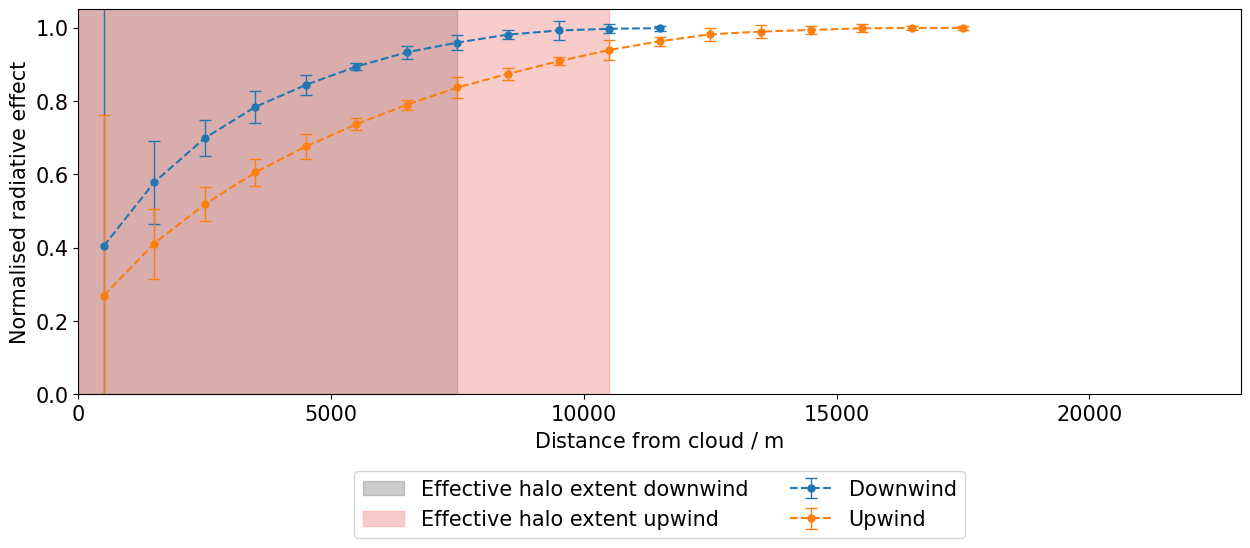 Normalised radiative effect
1.0
0.8
0.6
0.4
0.2
0.0
0 5000 10000 15000 20000
Distance from cloud / m
Effective halo extent downwind Downwind
Effective halo extent upwind Upwind